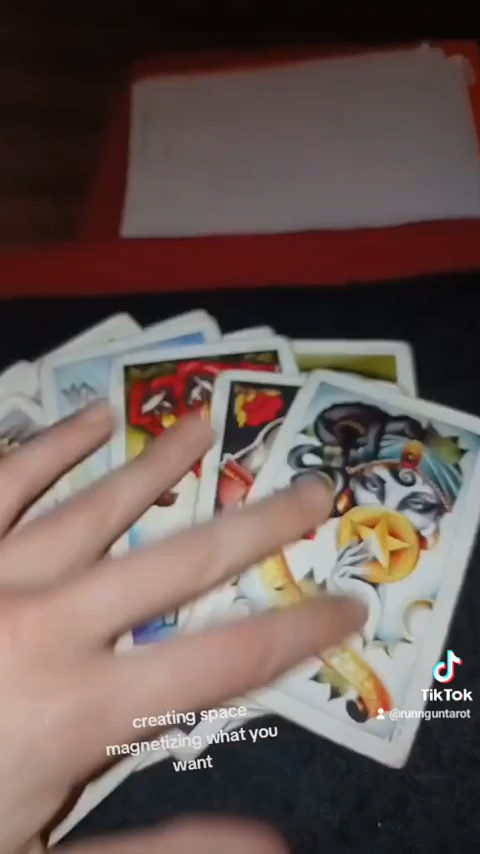 creating space
magnetizing what you
want
TikTok
@runnguntarot